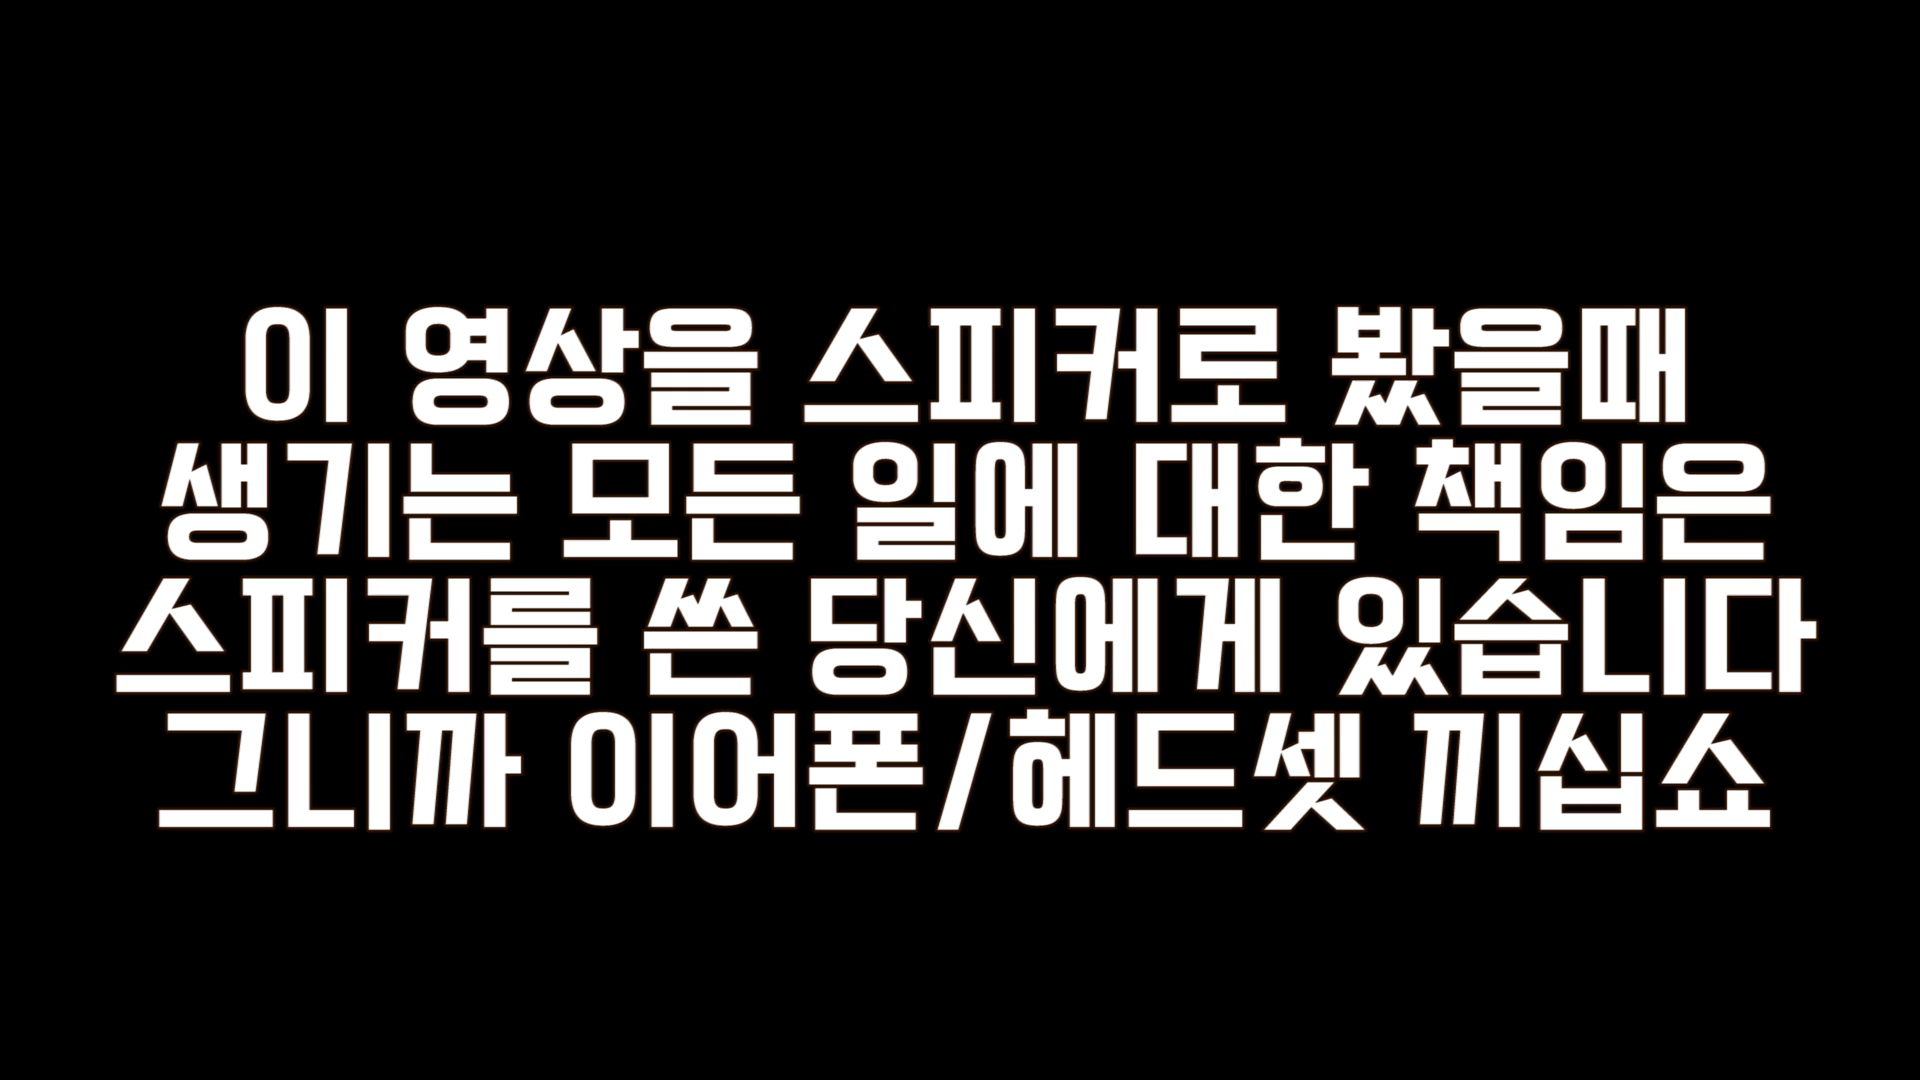 이 영상을 스피커로 봤을때
생기는 모든 일에 대한 책임은
스피커를 쓴 당신에게 있습니다
그니까 이어폰/헤드셋 끼십쇼